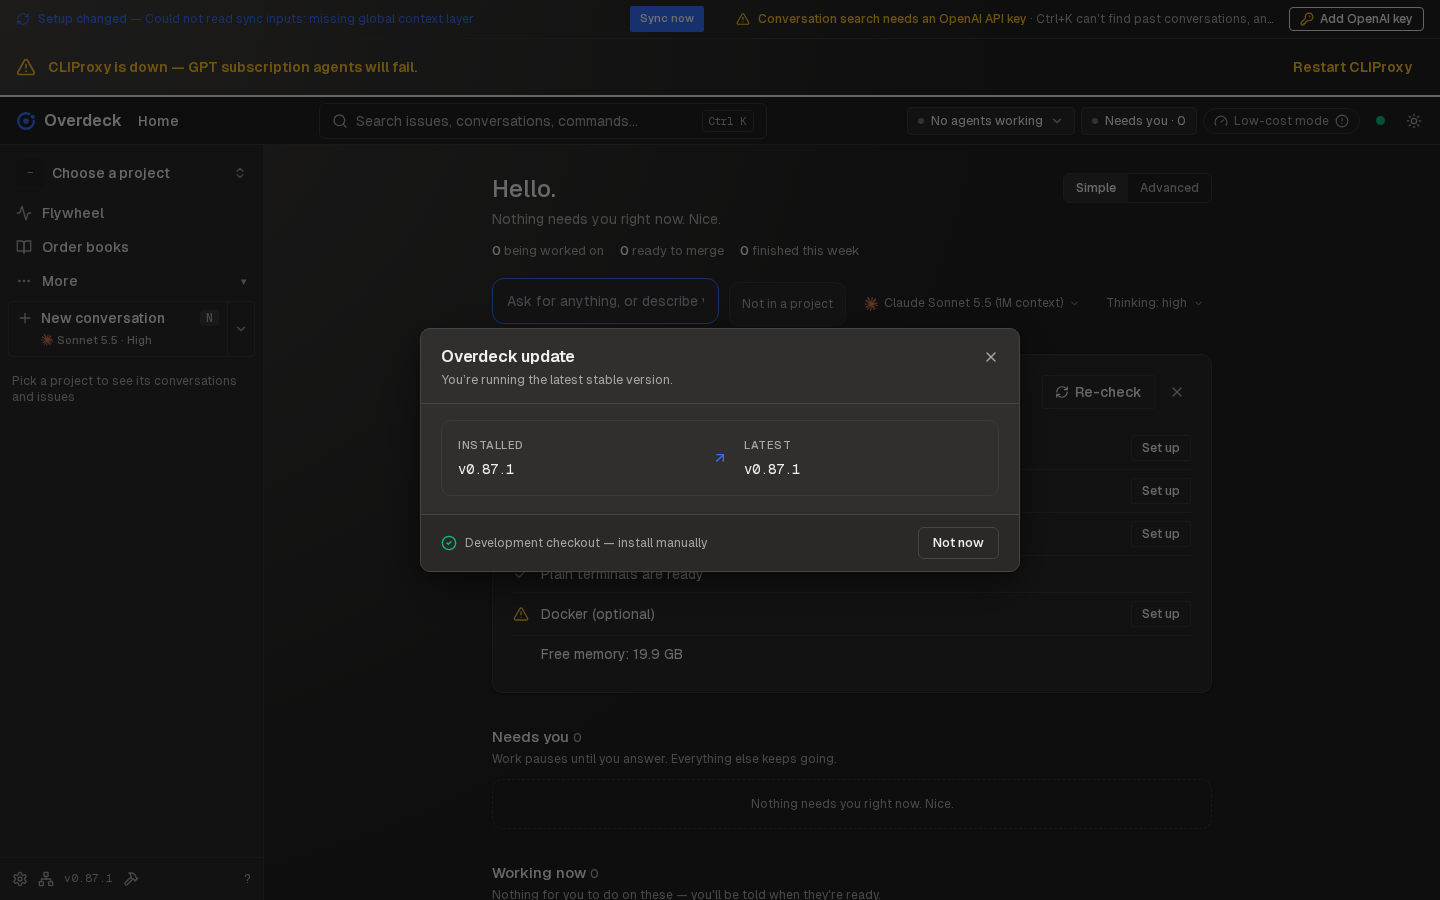 Setup changed — Could not read sync inputs: missing global context layer.
Sync now
Conversation search needs an OpenAI API key · Ctrl+K can't find past conversations, an…
Add OpenAI key
CLIProxy is down — GPT subscription agents will fail.
Restart CLIProxy
Overdeck
Home
Search issues, conversations, commands...
Ctrl K
No agents working
Needs you · 0
Low-cost mode
Choose a project
Flywheel
Order books
More
New conversation
N
Sonnet 5.5 · High
Pick a project to see its conversations
and issues
Hello.
Simple
Advanced
Nothing needs you right now. Nice.
0 being worked on
0 ready to merge
0 finished this week
Ask for anything, or describe
Not in a project
Claude Sonnet 5.5 (1M context)
Thinking: high
Overdeck update
You're running the latest stable version.
INSTALLED
v0.87.1
LATEST
v0.87.1
Development checkout — install manually
Not now
Re-check
Set up
Set up
Set up
Plain terminals are ready
Docker (optional)
Set up
Free memory: 19.9 GB
Needs you 0
Work pauses until you answer. Everything else keeps going.
Nothing needs you right now. Nice.
Working now 0
Nothing for you to do on these — you'll be told when they're ready.
v0.87.1
?